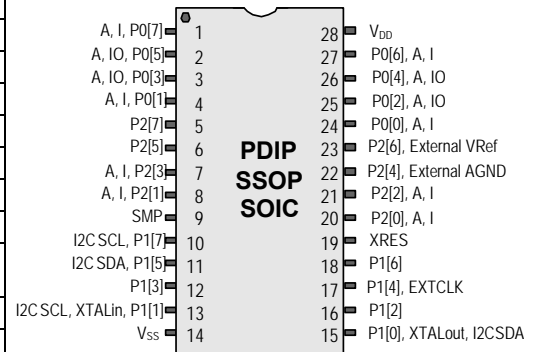 A, I, P0[7] 1 28 VDD
A, IO, P0[5] 2 27 P0[6], A, I
A, IO, P0[3] 3 26 P0[4], A, IO
A, I, P0[1] 4 25 P0[2], A, IO
P2[7] 5 24 P0[0], A, I
P2[5] 6 PDIP 23 P2[6], External VRef
A, I, P2[3] 7 SSOP 22 P2[4], External AGND
A, I, P2[1] 8 SOIC 21 P2[2], A, I
SMP 9 20 P2[0], A, I
I2C SCL, P1[7] 10 19 XRES
I2C SDA, P1[5] 11 18 P1[6]
P1[3] 12 17 P1[4], EXTCLK
I2C SCL, XTALin, P1[1] 13 16 P1[2]
Vss 14 15 P1[0], XTALout, I2CSDA